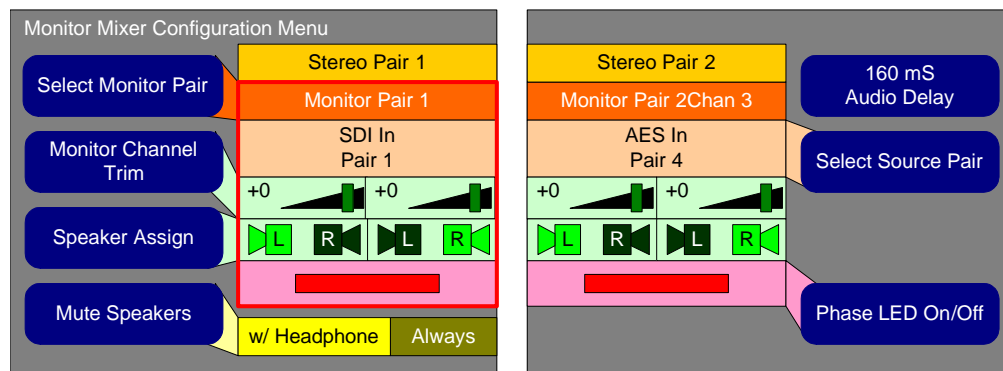 Monitor Mixer Configuration Menu
Stereo Pair 1
Stereo Pair 2
Select Monitor Pair
Monitor Pair 1
Monitor Pair 2Chan 3
160 mS
Audio Delay
SDI In
Pair 1
AES In
Pair 4
Monitor Channel
Trim
Select Source Pair
+0
+0
+0
+0
Speaker Assign
L
R
L
R
L
R
L
R
Mute Speakers
Phase LED On/Off
w/ Headphone
Always